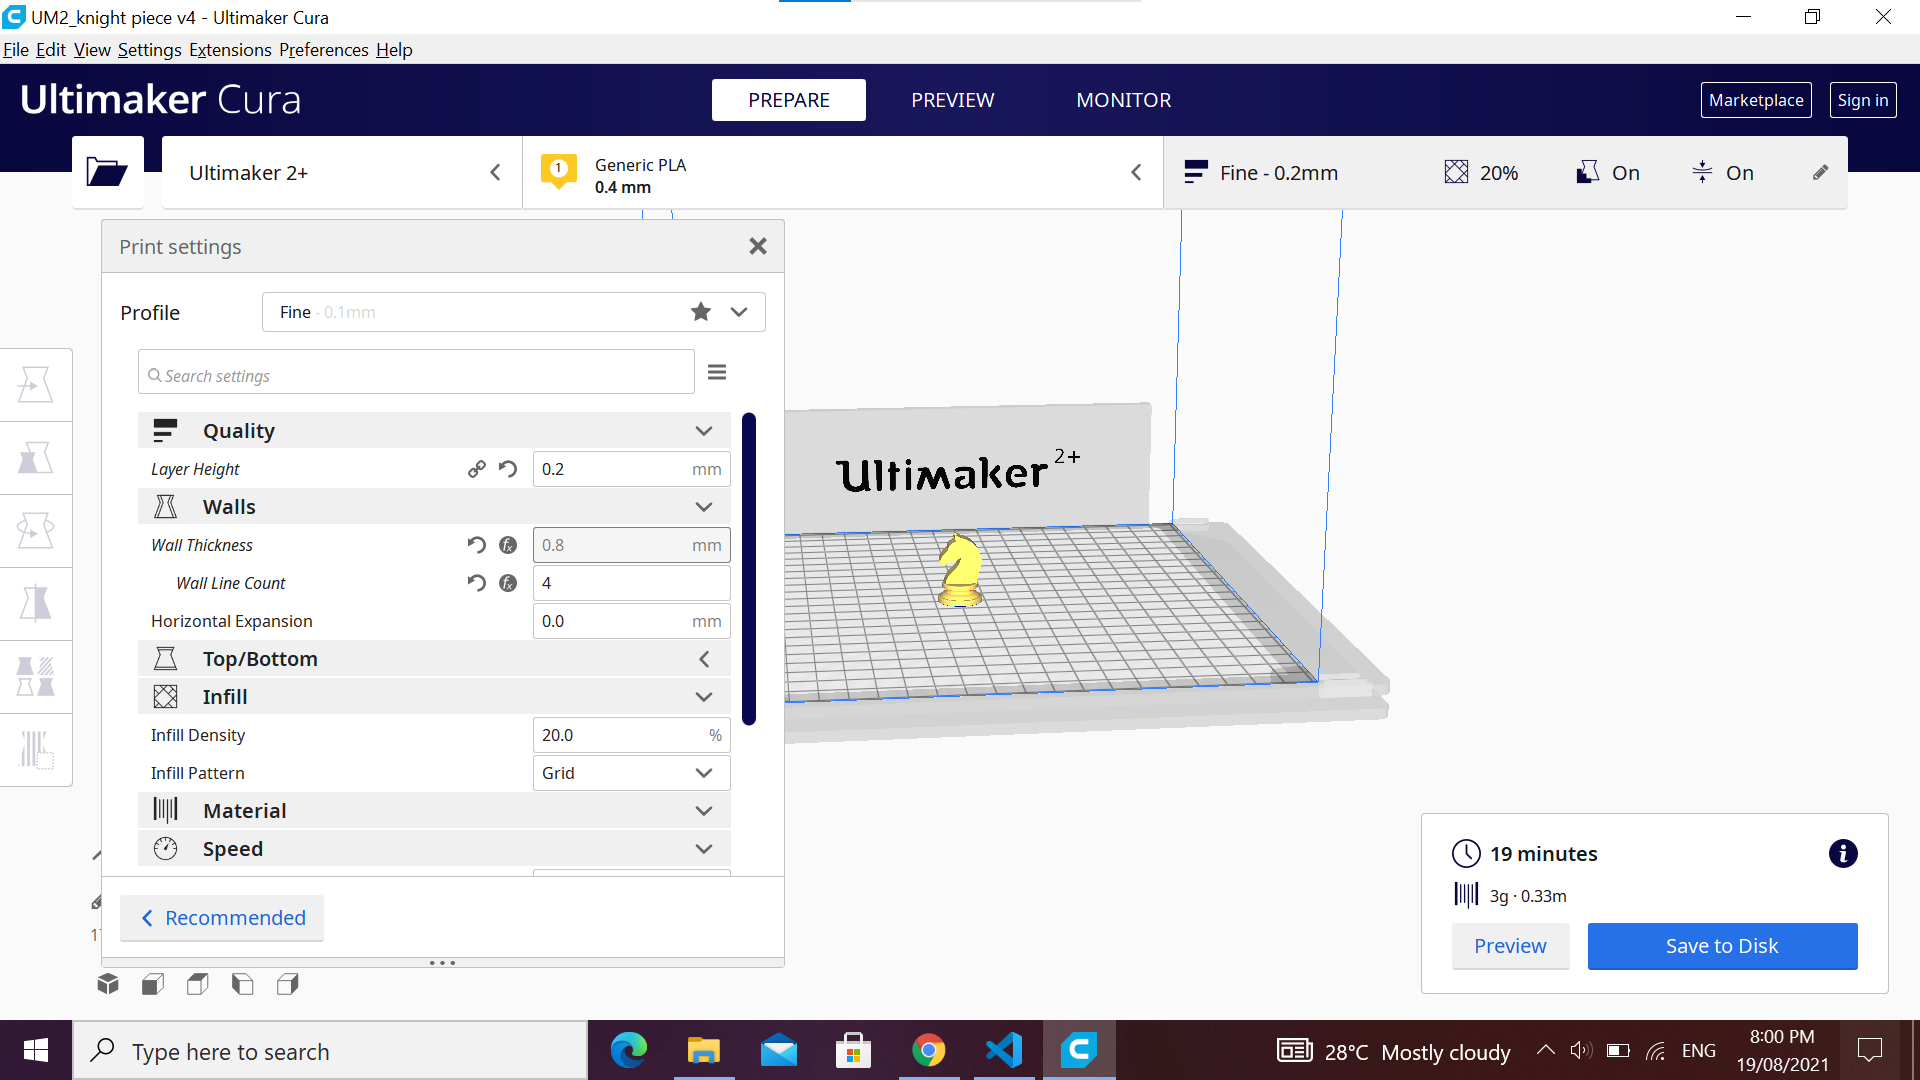 UM2_knight piece v4 - Ultimaker Cura
File Edit View Settings Extensions Preferences Help
Ultimaker Cura
PREPARE
PREVIEW
MONITOR
Marketplace
Sign in
Ultimaker 2+
1
Generic PLA
0.4 mm
Fine - 0.2mm
20%
On
On
Print settings
Profile
Fine - 0.1mm
Search settings
Quality
Layer Height
0.2 mm
Walls
Wall Thickness
0.8 mm
Wall Line Count
4
Horizontal Expansion
0.0 mm
Top/Bottom
Infill
Infill Density
20.0 %
Infill Pattern
Grid
Material
Speed
Recommended
Ultimaker 2+
19 minutes
3g · 0.33m
Preview
Save to Disk
Type here to search
28°C Mostly cloudy
ENG
8:00 PM
19/08/2021